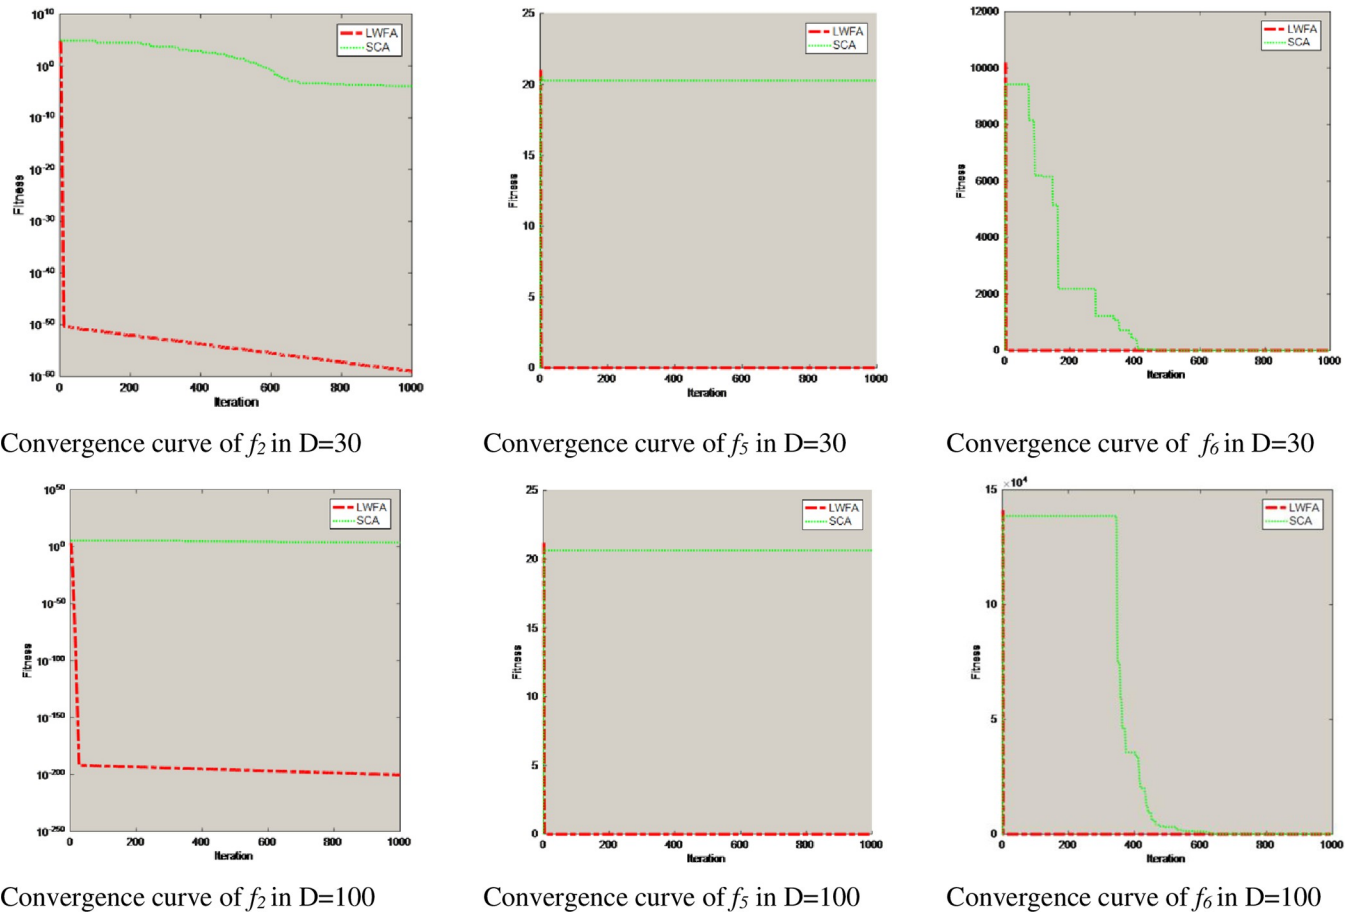 10^10
10^0
10^-10
10^-20
10^-30
10^-40
10^-50
10^-60
Fitness
0 200 400 600 800 1000
Iteration
LWFA
SCA
Convergence curve of f2 in D=30
25
20
15
10
5
0
Fitness
0 200 400 600 800 1000
Iteration
LWFA
SCA
Convergence curve of f5 in D=30
12000
10000
8000
6000
4000
2000
0
Fitness
0 200 400 600 800 1000
Iteration
LWFA
SCA
Convergence curve of f6 in D=30
10^50
10^0
10^-50
10^-100
10^-150
10^-200
10^-250
Fitness
0 200 400 600 800 1000
Iteration
LWFA
SCA
Convergence curve of f2 in D=100
25
20
15
10
5
0
Fitness
0 200 400 600 800 1000
Iteration
LWFA
SCA
Convergence curve of f5 in D=100
×10^4
15
10
5
0
Fitness
0 200 400 600 800 1000
Iteration
LWFA
SCA
Convergence curve of f6 in D=100